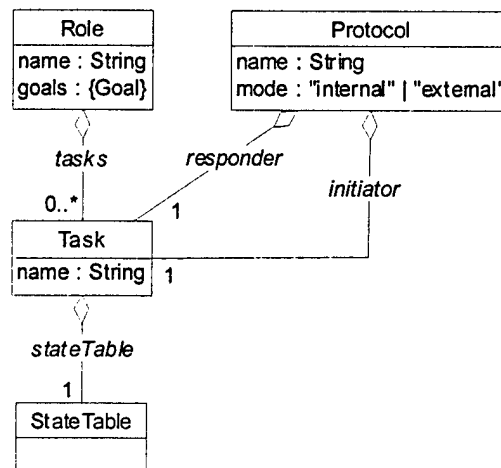 Role
name : String
goals : {Goal}
Protocol
name : String
mode : "internal" | "external"
tasks
responder
initiator
0..*
1
Task
name : String
1
stateTable
1
StateTable